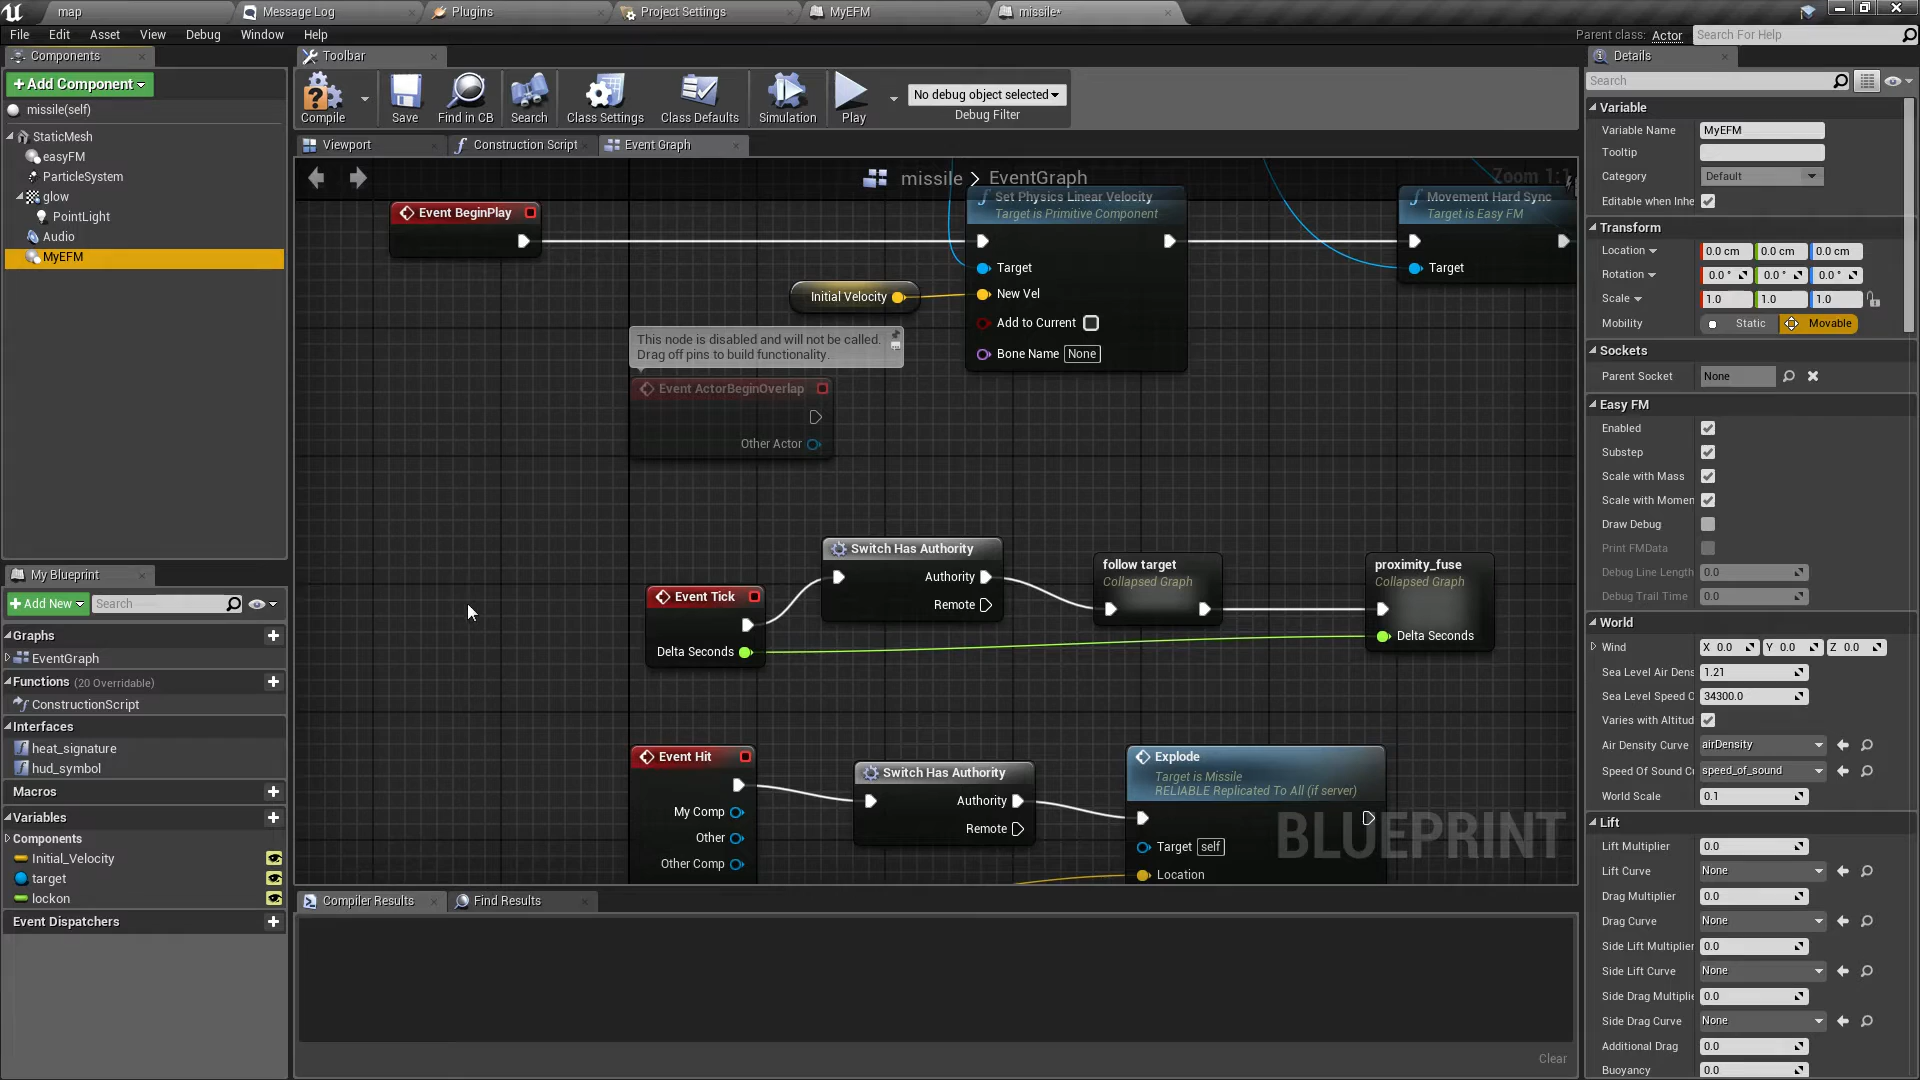 map
Message Log
Plugins
Project Settings
MyEFM
missile*
File
Edit
Asset
View
Debug
Window
Help
Parent class: Actor
Search For Help
Components
Toolbar
Details
+Add Component
missile(self)
StaticMesh
easyFM
ParticleSystem
glow
PointLight
Audio
MyEFM
Compile
Save
Find in CB
Search
Class Settings
Class Defaults
Simulation
Play
No debug object selected
Debug Filter
Viewport
Construction Script
Event Graph
missile > EventGraph
Zoom 1:1
Event BeginPlay
Set Physics Linear Velocity
Target is Primitive Component
Target
New Vel
Add to Current
Bone Name None
Initial Velocity
Movement Hard Sync
Target is Easy FM
Target
This node is disabled and will not be called.
Drag off pins to build functionality.
Event ActorBeginOverlap
Other Actor
Switch Has Authority
Authority
Remote
Event Tick
Delta Seconds
follow target
Collapsed Graph
proximity_fuse
Collapsed Graph
Delta Seconds
Event Hit
My Comp
Other
Other Comp
Switch Has Authority
Authority
Remote
Explode
Target is Missile
RELIABLE Replicated To All (if server)
Target self
Location
BLUEPRINT
My Blueprint
+Add New
Search
Graphs
EventGraph
Functions (20 Overridable)
ConstructionScript
Interfaces
heat_signature
hud_symbol
Macros
Variables
Components
Initial_Velocity
target
lockon
Event Dispatchers
Compiler Results
Find Results
Clear
Search
Variable
Variable Name MyEFM
Tooltip
Category Default
Editable when Inhe
Transform
Location 0.0 cm 0.0 cm 0.0 cm
Rotation 0.0 ° 0.0 ° 0.0 °
Scale 1.0 1.0 1.0
Mobility Static Movable
Sockets
Parent Socket None
Easy FM
Enabled
Substep
Scale with Mass
Scale with Momen
Draw Debug
Print FMData
Debug Line Length 0.0
Debug Trail Time 0.0
World
Wind X 0.0 Y 0.0 Z 0.0
Sea Level Air Dens 1.21
Sea Level Speed O 34300.0
Varies with Altitud
Air Density Curve airDensity
Speed Of Sound Cu speed_of_sound
World Scale 0.1
Lift
Lift Multiplier 0.0
Lift Curve None
Drag Multiplier 0.0
Drag Curve None
Side Lift Multiplier 0.0
Side Lift Curve None
Side Drag Multiplie 0.0
Side Drag Curve None
Additional Drag 0.0
Buoyancy 0.0